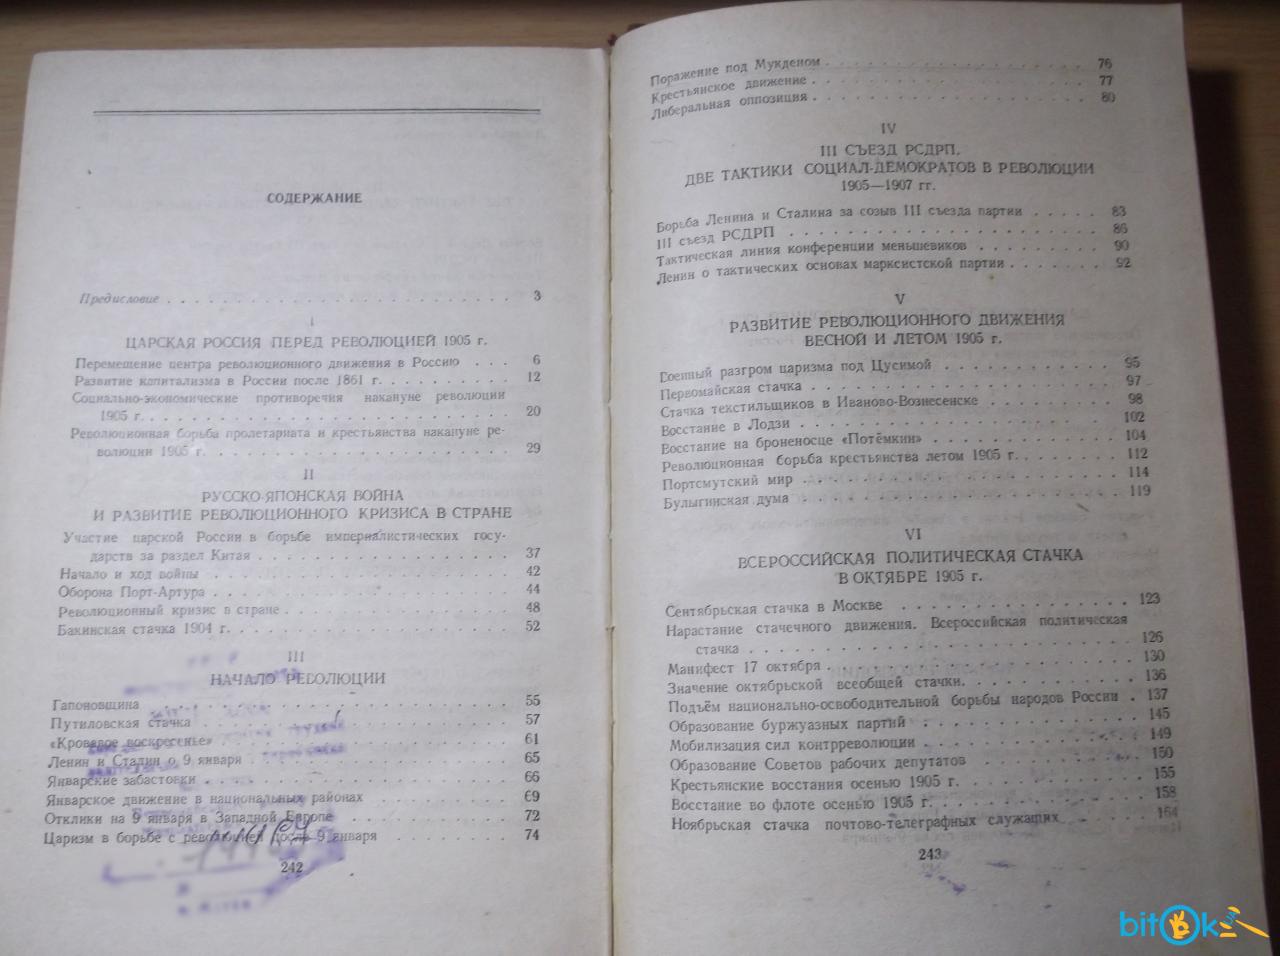 СОДЕРЖАНИЕ
Предисловие . . . . . . . . . . . . . . . . . . . . . . 3
I
ЦАРСКАЯ РОССИЯ ПЕРЕД РЕВОЛЮЦИЕЙ 1905 г.
Перемещение центра революционного движения в Россию . . . 6
Развитие капитализма в России после 1861 г. . . . . . . . . . 12
Социально-экономические противоречия накануне революции
1905 г. . . . . . . . . . . . . . . . . . . . . . . . 20
Революционная борьба пролетариата и крестьянства накануне ре-
волюции 1905 г. . . . . . . . . . . . . . . . . . . . 29
II
РУССКО-ЯПОНСКАЯ ВОЙНА
И РАЗВИТИЕ РЕВОЛЮЦИОННОГО КРИЗИСА В СТРАНЕ
Участие царской России в борьбе империалистических госу-
дарств за раздел Китая . . . . . . . . . . . . . . . . 37
Начало и ход войны . . . . . . . . . . . . . . . . . . . 42
Оборона Порт-Артура . . . . . . . . . . . . . . . . . . . 44
Революционный кризис в стране . . . . . . . . . . . . . . 48
Бакинская стачка 1904 г. . . . . . . . . . . . . . . . . . 52
III
НАЧАЛО РЕВОЛЮЦИИ
Гапоновщина . . . . . . . . . . . . . . . . . . . . . . 55
Путиловская стачка . . . . . . . . . . . . . . . . . . . 57
«Кровавое воскресенье» . . . . . . . . . . . . . . . . . 61
Ленин и Сталин о 9 января . . . . . . . . . . . . . . . . 65
Январские забастовки . . . . . . . . . . . . . . . . . . 66
Январское движение в национальных районах . . . . . . . . 69
Отклики на 9 января в Западной Европе . . . . . . . . . . 72
Царизм в борьбе с революцией после 9 января . . . . . . . 74
242
Поражение под Мукденом . . . . . . . . . . . . . . . . . 76
Крестьянское движение . . . . . . . . . . . . . . . . . . 77
Либеральная оппозиция . . . . . . . . . . . . . . . . . . 80
IV
III СЪЕЗД РСДРП.
ДВЕ ТАКТИКИ СОЦИАЛ-ДЕМОКРАТОВ В РЕВОЛЮЦИИ
1905—1907 гг.
Борьба Ленина и Сталина за созыв III съезда партии . . . . . 83
III съезд РСДРП . . . . . . . . . . . . . . . . . . . . 86
Тактическая линия конференции меньшевиков . . . . . . . . 90
Ленин о тактических основах марксистской партии . . . . . . 92
V
РАЗВИТИЕ РЕВОЛЮЦИОННОГО ДВИЖЕНИЯ
ВЕСНОЙ И ЛЕТОМ 1905 г.
Военный разгром царизма под Цусимой . . . . . . . . . . . 95
Первомайская стачка . . . . . . . . . . . . . . . . . . . 97
Стачка текстильщиков в Иваново-Вознесенске . . . . . . . . 98
Восстание в Лодзи . . . . . . . . . . . . . . . . . . . . 102
Восстание на броненосце «Потёмкин» . . . . . . . . . . . . 104
Революционная борьба крестьянства летом 1905 г. . . . . . . 112
Портсмутский мир . . . . . . . . . . . . . . . . . . . . 114
Булыгинская дума . . . . . . . . . . . . . . . . . . . . 119
VI
ВСЕРОССИЙСКАЯ ПОЛИТИЧЕСКАЯ СТАЧКА
В ОКТЯБРЕ 1905 г.
Сентябрьская стачка в Москве . . . . . . . . . . . . . . . 123
Нарастание стачечного движения. Всероссийская политическая
стачка . . . . . . . . . . . . . . . . . . . . . . . 126
Манифест 17 октября . . . . . . . . . . . . . . . . . . . 130
Значение октябрьской всеобщей стачки. . . . . . . . . . . . 136
Подъём национально-освободительной борьбы народов России . 137
Образование буржуазных партий . . . . . . . . . . . . . . 145
Мобилизация сил контрреволюции . . . . . . . . . . . . . 149
Образование Советов рабочих депутатов . . . . . . . . . . 150
Крестьянские восстания осенью 1905 г. . . . . . . . . . . . 155
Восстание во флоте осенью 1905 г. . . . . . . . . . . . . . 158
Ноябрьская стачка почтово-телеграфных служащих . . . . . . 164
243